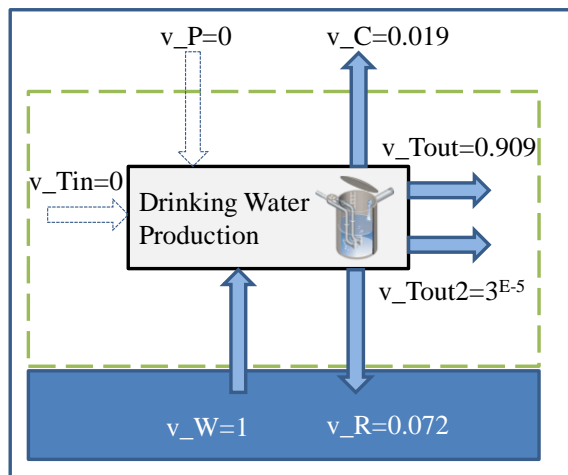 v_P=0
v_C=0.019
v_Tout=0.909
v_Tin=0
Drinking Water
Production
v_Tout2=3^E-5
v_W=1
v_R=0.072